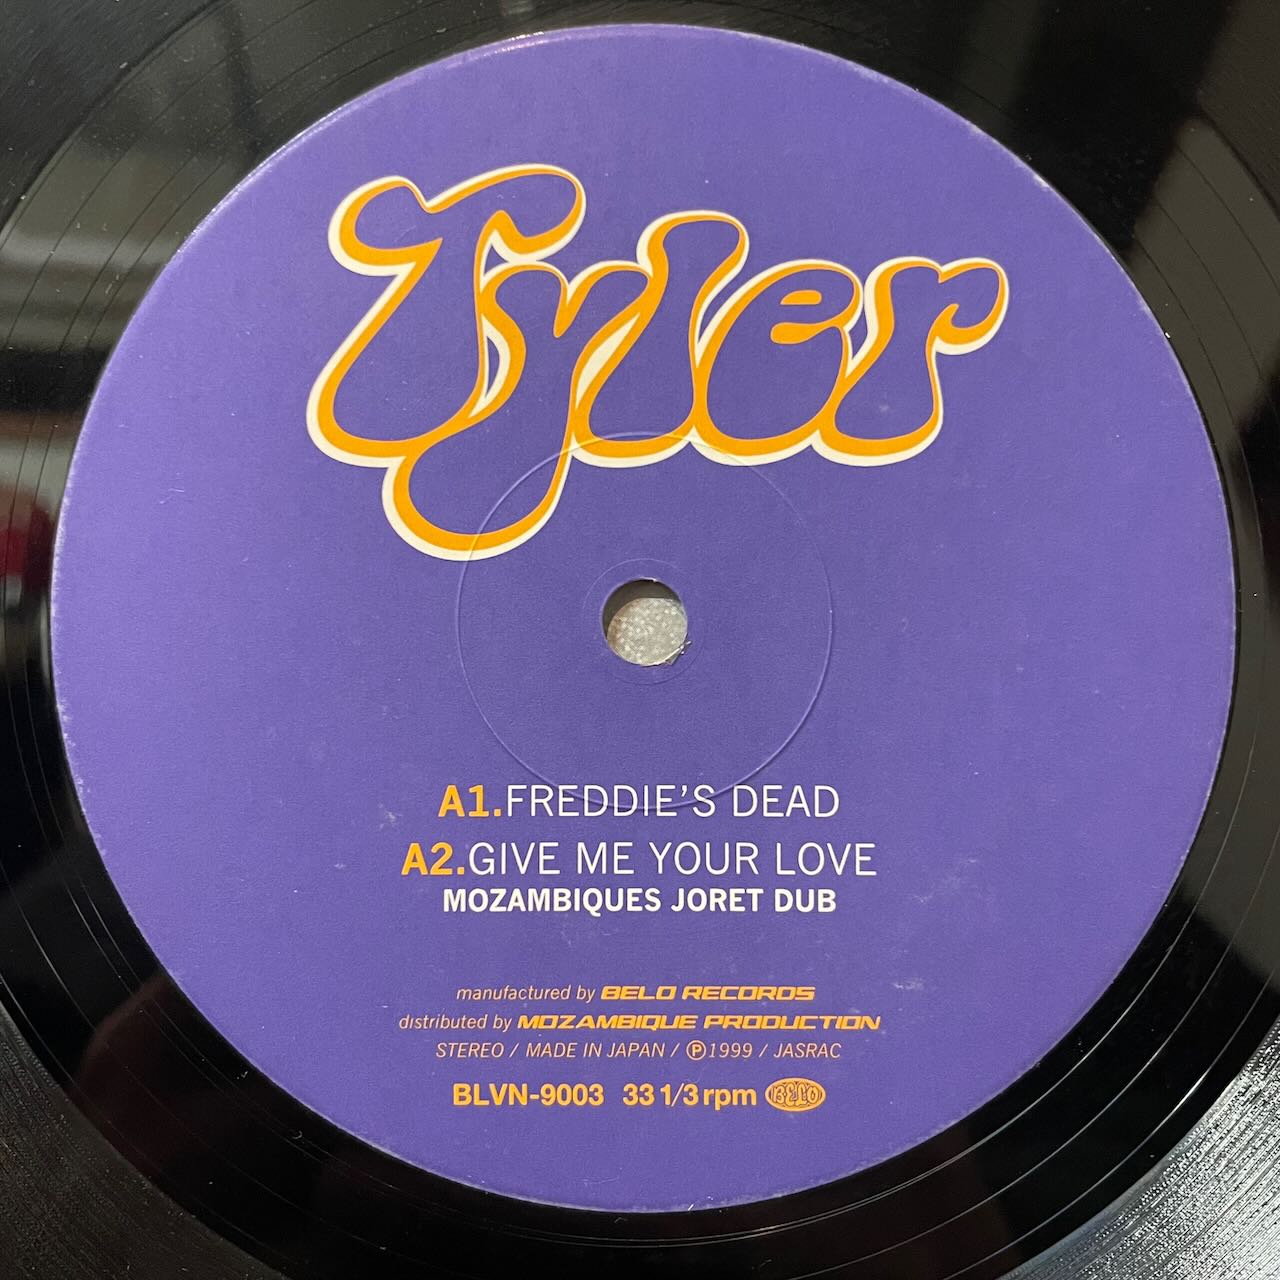 Tyler
A1.FREDDIE'S DEAD
A2.GIVE ME YOUR LOVE
MOZAMBIQUES JORET DUB
manufactured by BELO RECORDS
distributed by MOZAMBIQUE PRODUCTION
STEREO / MADE IN JAPAN / ℗1999 / JASRAC
BLVN-9003 33 1/3 rpm BELO